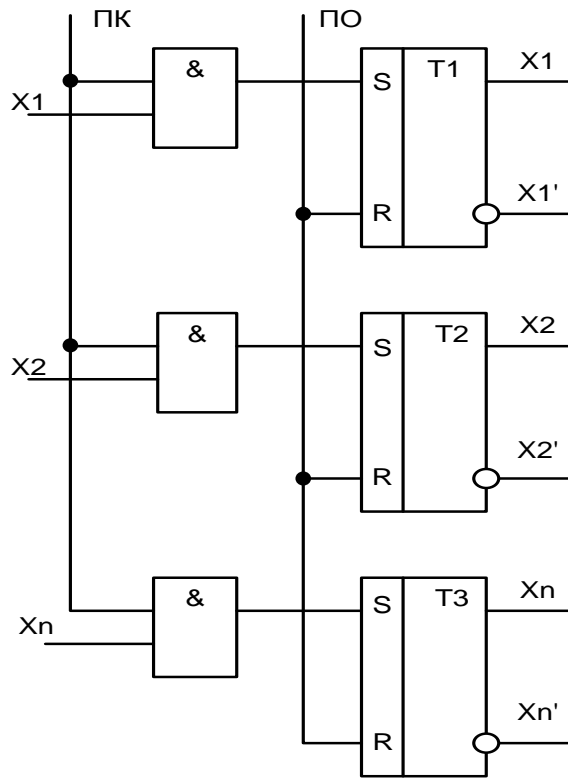 ПК
ПО
&
T1
X1
S
X1
X1'
R
&
T2
X2
S
X2
X2'
R
&
T3
Xn
S
Xn
Xn'
R